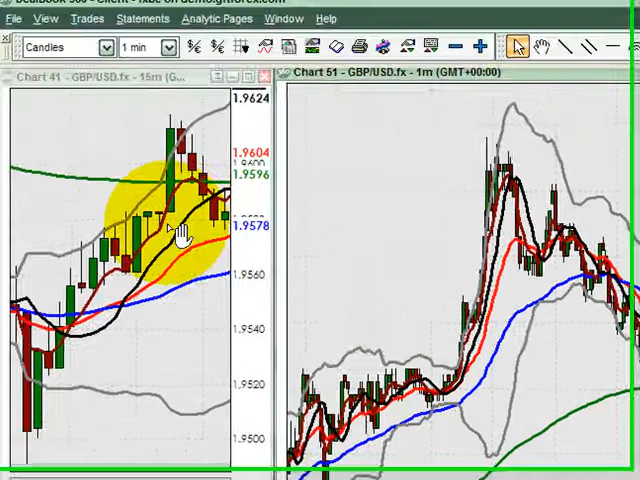 File View Trades Statements Analytic Pages Window Help
Candles 1 min
Chart 41 - GBP/USD.fx - 15m (G...
Chart 51 - GBP/USD.fx - 1m (GMT+00:00)
1.9624
1.9604
1.9596
1.9578
1.9560
1.9540
1.9520
1.9500